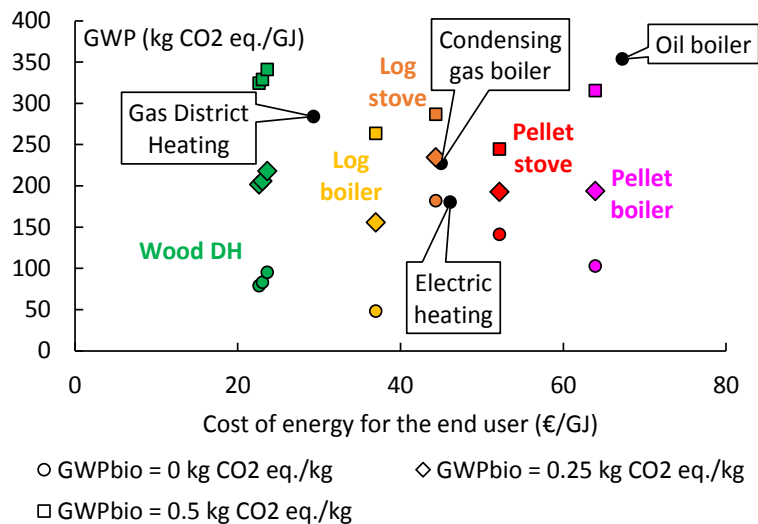 400
GWP (kg CO2 eq./GJ)
350
300
250
200
150
100
50
0
Condensing
gas boiler
Oil boiler
Log
stove
Gas District
Heating
Log
boiler
Pellet
stove
Pellet
boiler
Wood DH
Electric
heating
0
20
40
60
80
Cost of energy for the end user (€/GJ)
GWPbio = 0 kg CO2 eq./kg
GWPbio = 0.25 kg CO2 eq./kg
GWPbio = 0.5 kg CO2 eq./kg